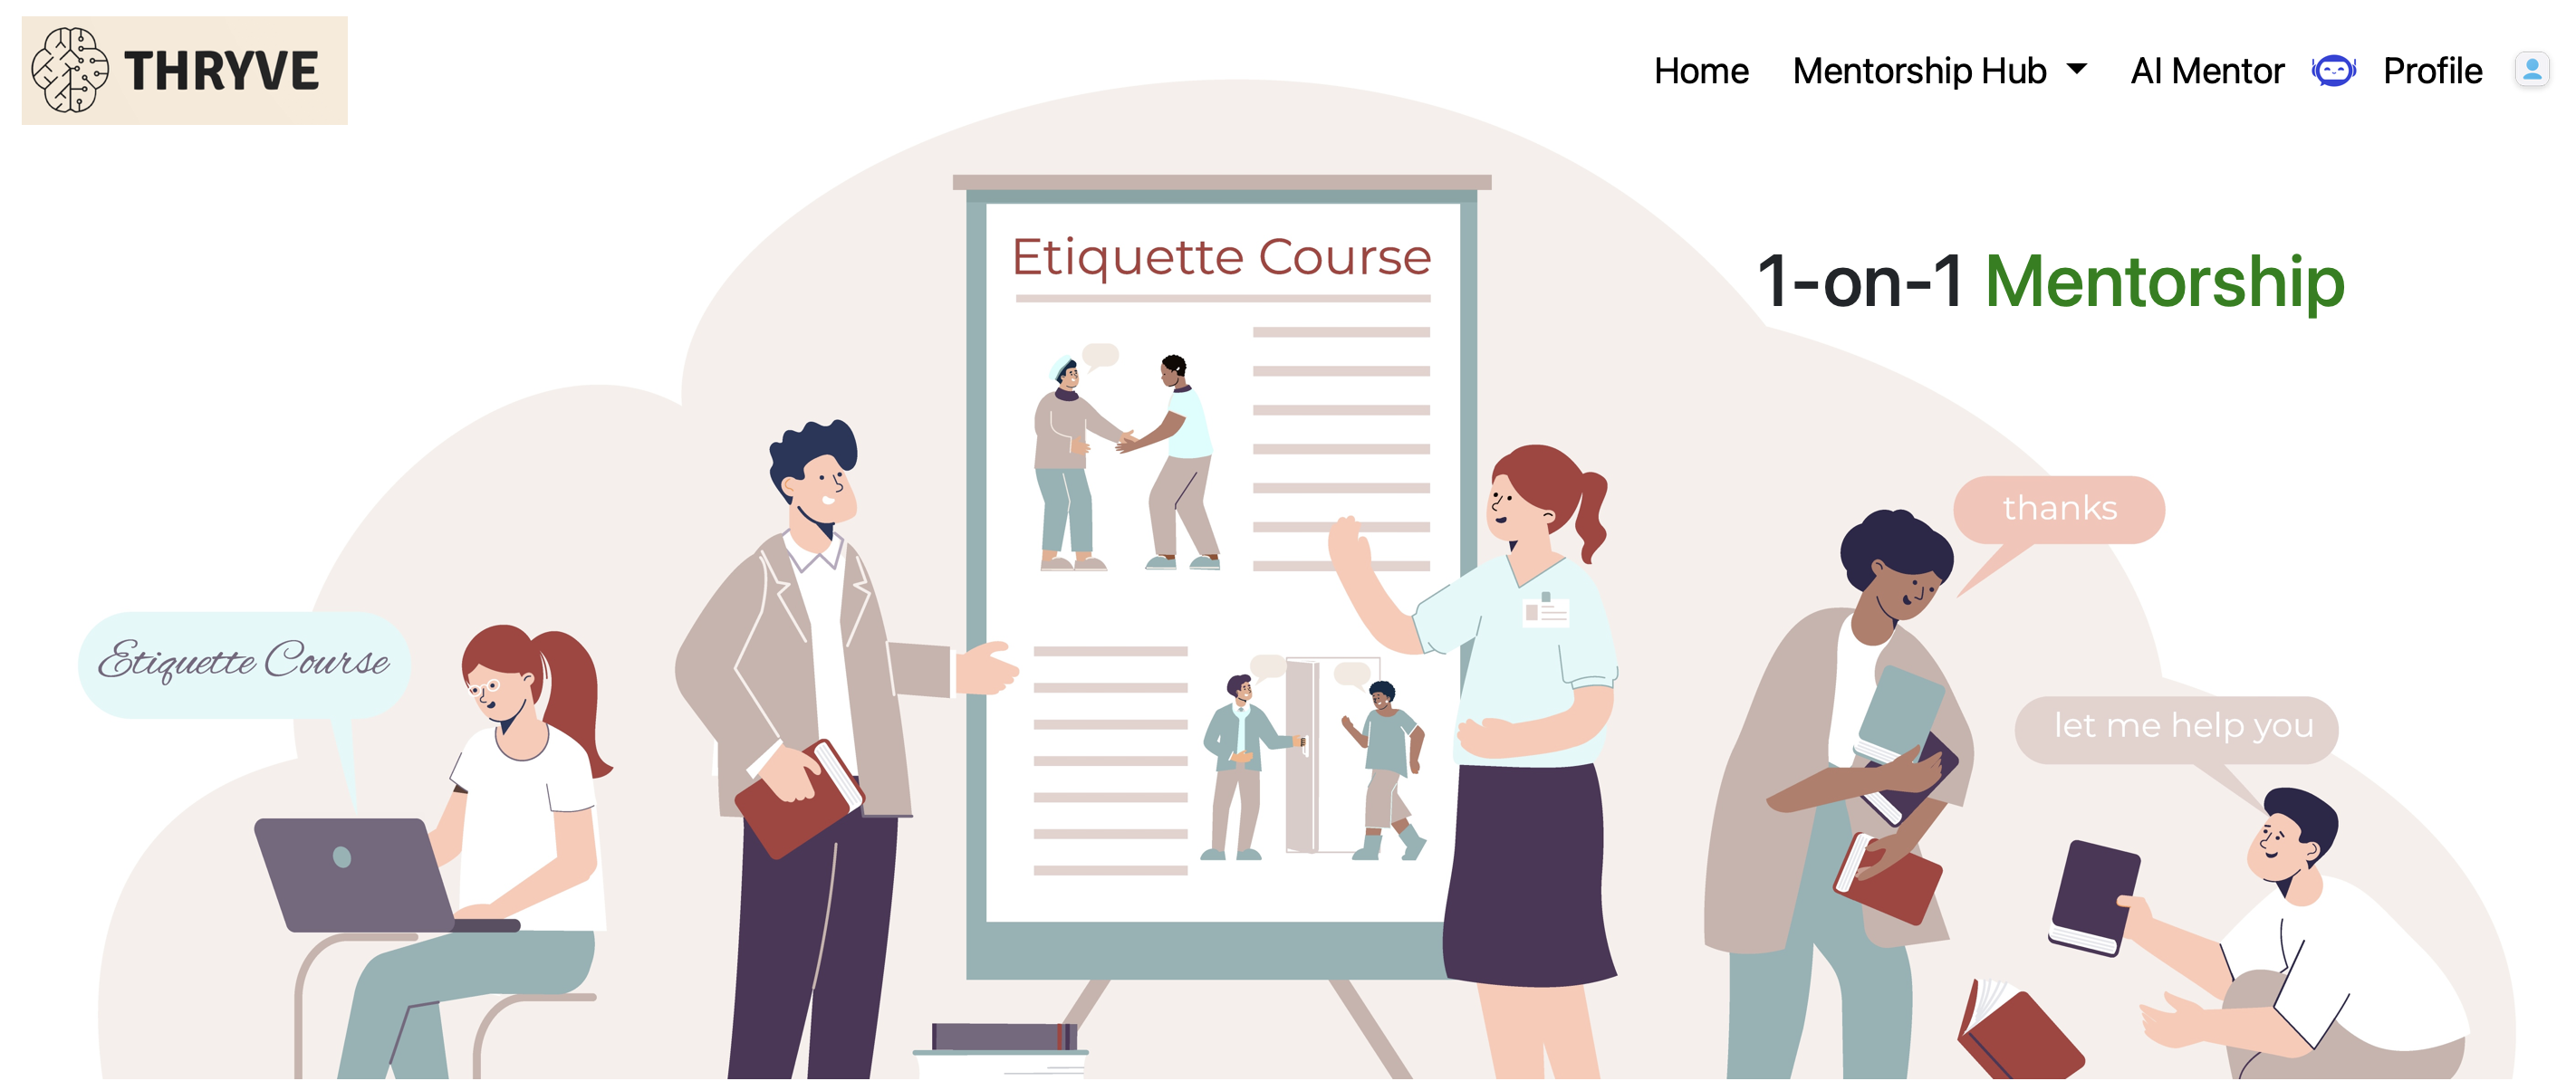 THRYVE
Home Mentorship Hub AI Mentor Profile
Etiquette Course
1-on-1 Mentorship
thanks
Etiquette Course
let me help you